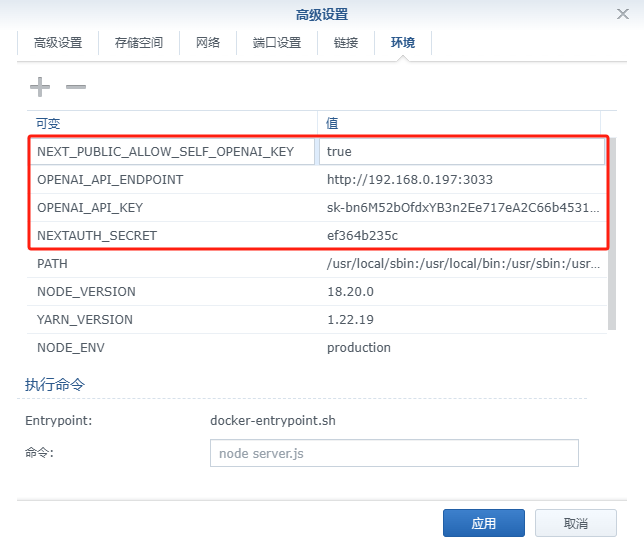 高级设置
高级设置 存储空间 网络 端口设置 链接 环境
可变 值
NEXT_PUBLIC_ALLOW_SELF_OPENAI_KEY true
OPENAI_API_ENDPOINT http://192.168.0.197:3033
OPENAI_API_KEY sk-bn6M52bOfdxYB3n2Ee717eA2C66b4531...
NEXTAUTH_SECRET ef364b235c
PATH /usr/local/sbin:/usr/local/bin:/usr/sbin:/usr...
NODE_VERSION 18.20.0
YARN_VERSION 1.22.19
NODE_ENV production
执行命令
Entrypoint: docker-entrypoint.sh
命令: node server.js
应用 取消